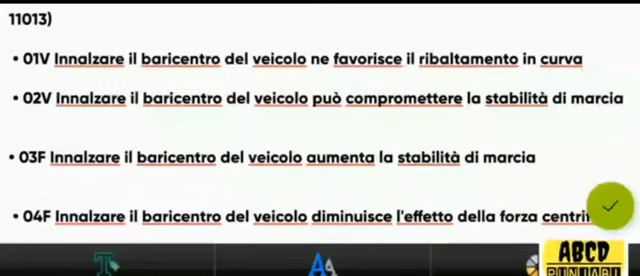 11013)
• 01V Innalzare il baricentro del veicolo ne favorisce il ribaltamento in curva
• 02V Innalzare il baricentro del veicolo può compromettere la stabilità di marcia
• 03F Innalzare il baricentro del veicolo aumenta la stabilità di marcia
• 04F Innalzare il baricentro del veicolo diminuisce l'effetto della forza
ABCD
PUNJABI